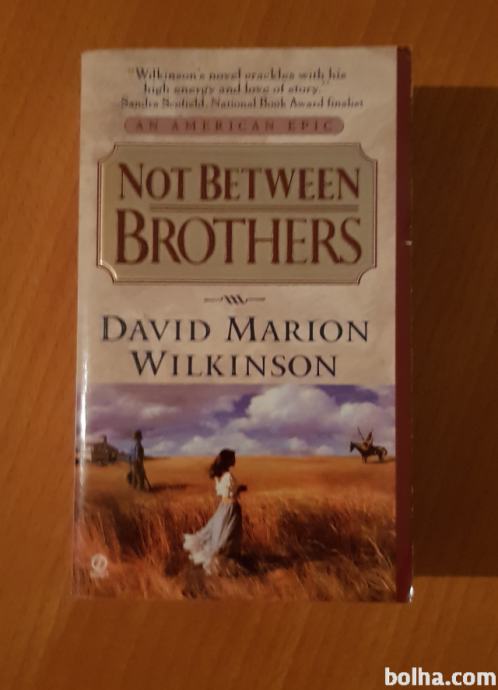 "Wilkinson's novel crackles with his
high energy and love of story."
-Sandra Scofield, National Book Award finalist
AN AMERICAN EPIC
NOT BETWEEN
BROTHERS
DAVID MARION
WILKINSON
bolha.com